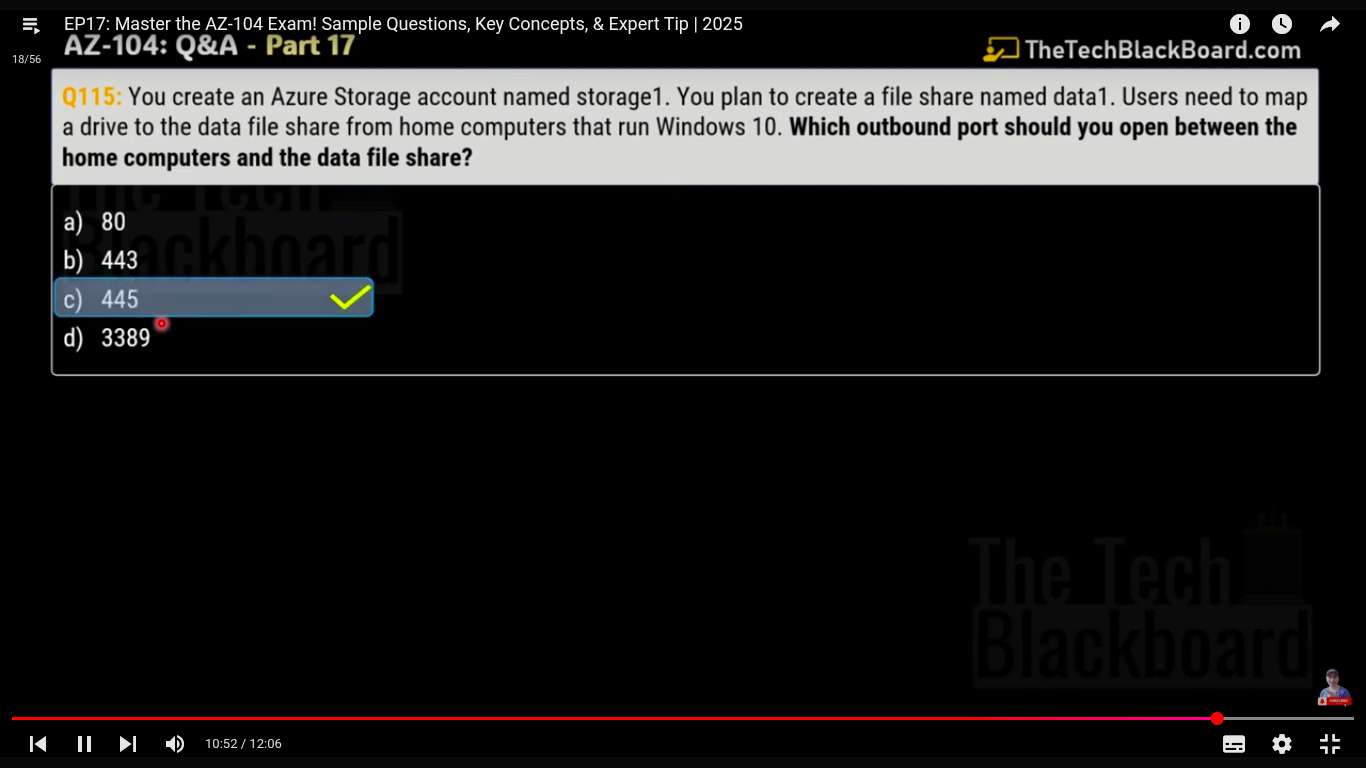 EP17: Master the AZ-104 Exam! Sample Questions, Key Concepts, & Expert Tip | 2025
18/56
AZ-104: Q&A - Part 17
TheTechBlackBoard.com
Q115: You create an Azure Storage account named storage1. You plan to create a file share named data1. Users need to map
a drive to the data file share from home computers that run Windows 10. Which outbound port should you open between the
home computers and the data file share?
The Tech
Blackboard
a) 80
b) 443
c) 445
d) 3389
The Tech
Blackboard
SUBSCRIBE
10:52 / 12:06